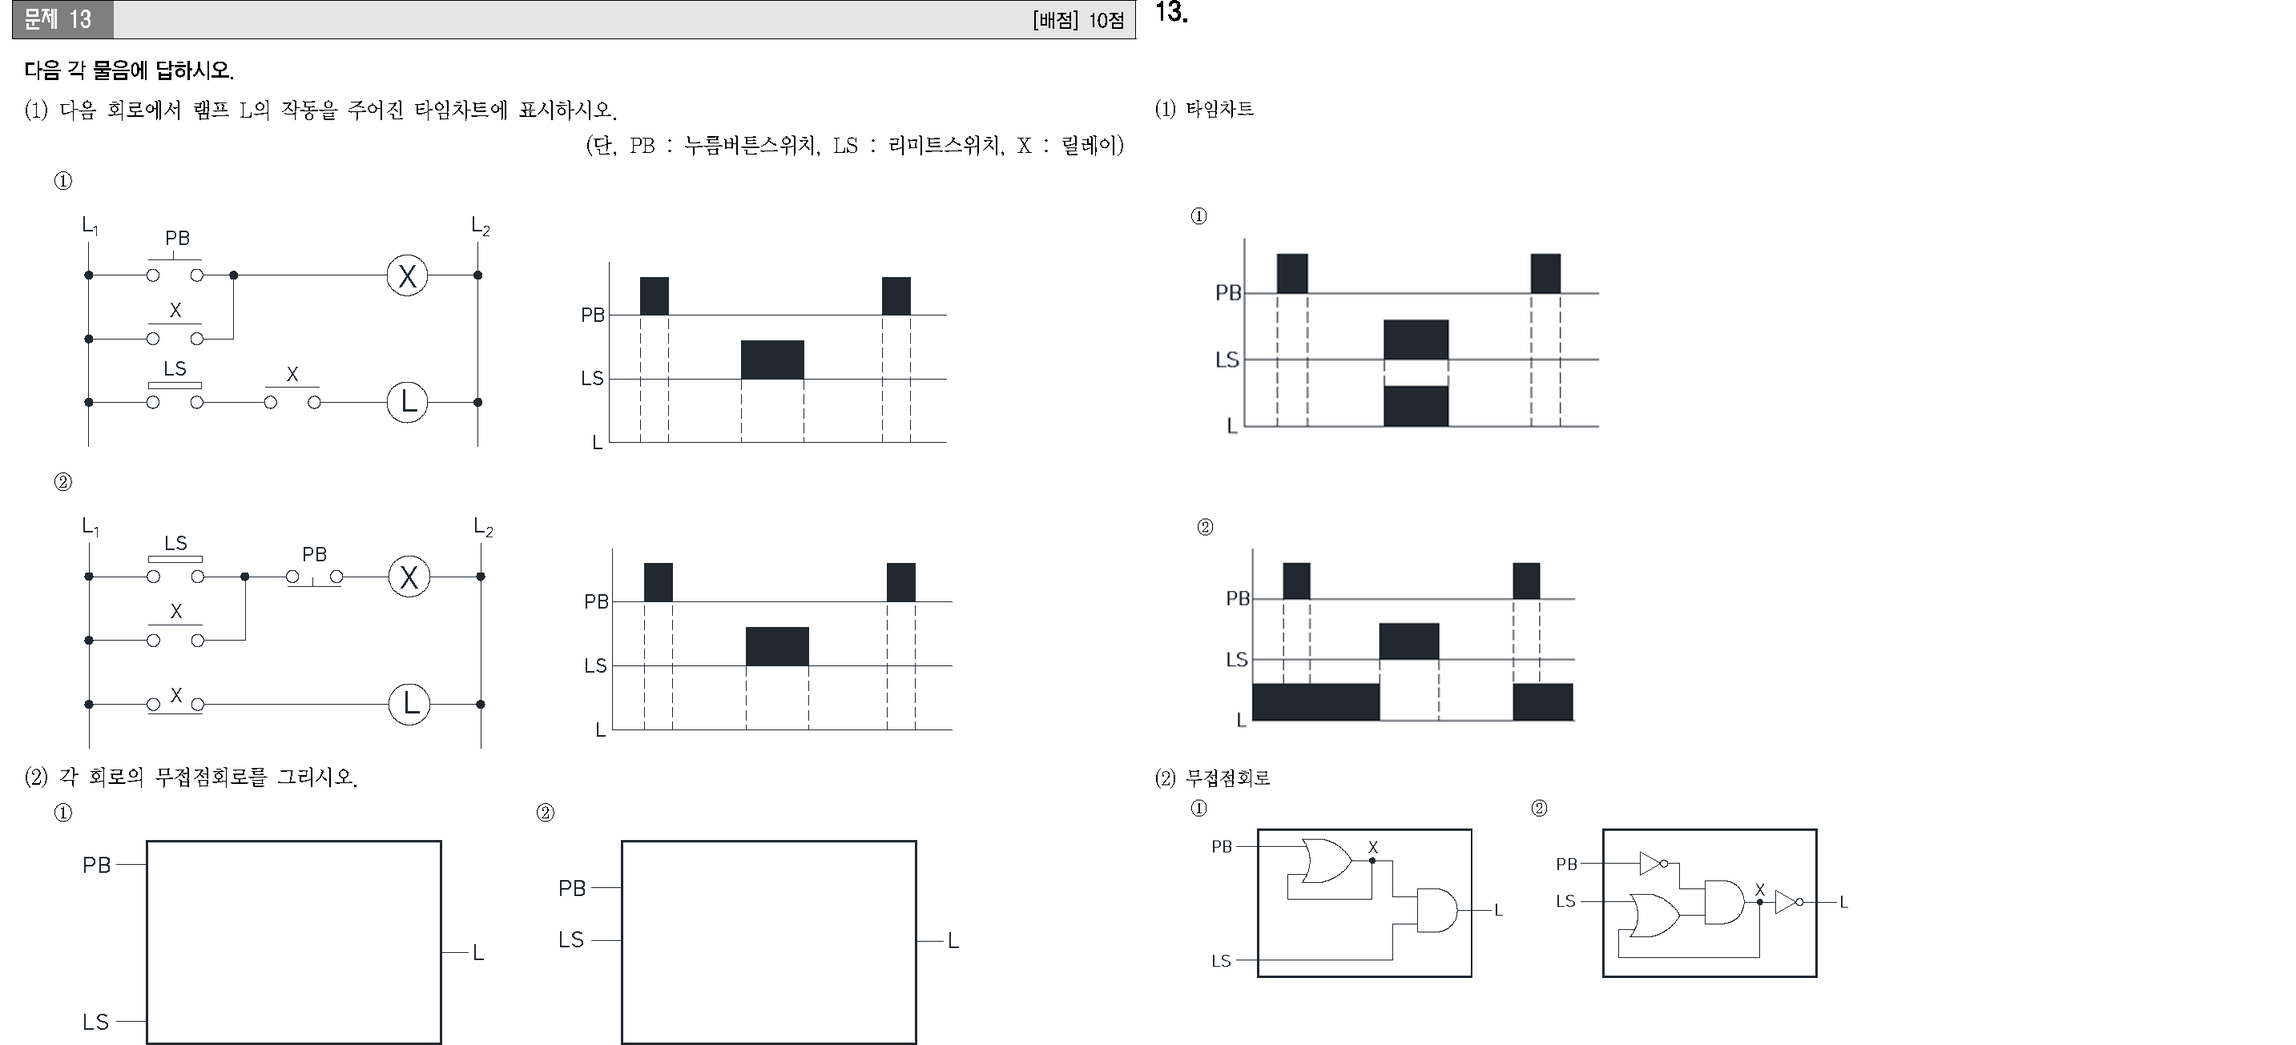 문제 13
[배점] 10점
다음 각 물음에 답하시오.
(1) 다음 회로에서 램프 L의 작동을 주어진 타임차트에 표시하시오.
(단, PB : 누름버튼스위치, LS : 리미트스위치, X : 릴레이)
①
L1
L2
PB
X
X
LS
X
L
PB
LS
L
②
L1
L2
LS
PB
X
X
X
L
PB
LS
L
(2) 각 회로의 무접점회로를 그리시오.
①
PB
LS
L
②
PB
LS
L
13.
(1) 타임차트
①
PB
LS
L
②
PB
LS
L
(2) 무접점회로
①
PB
X
L
LS
②
PB
LS
X
L